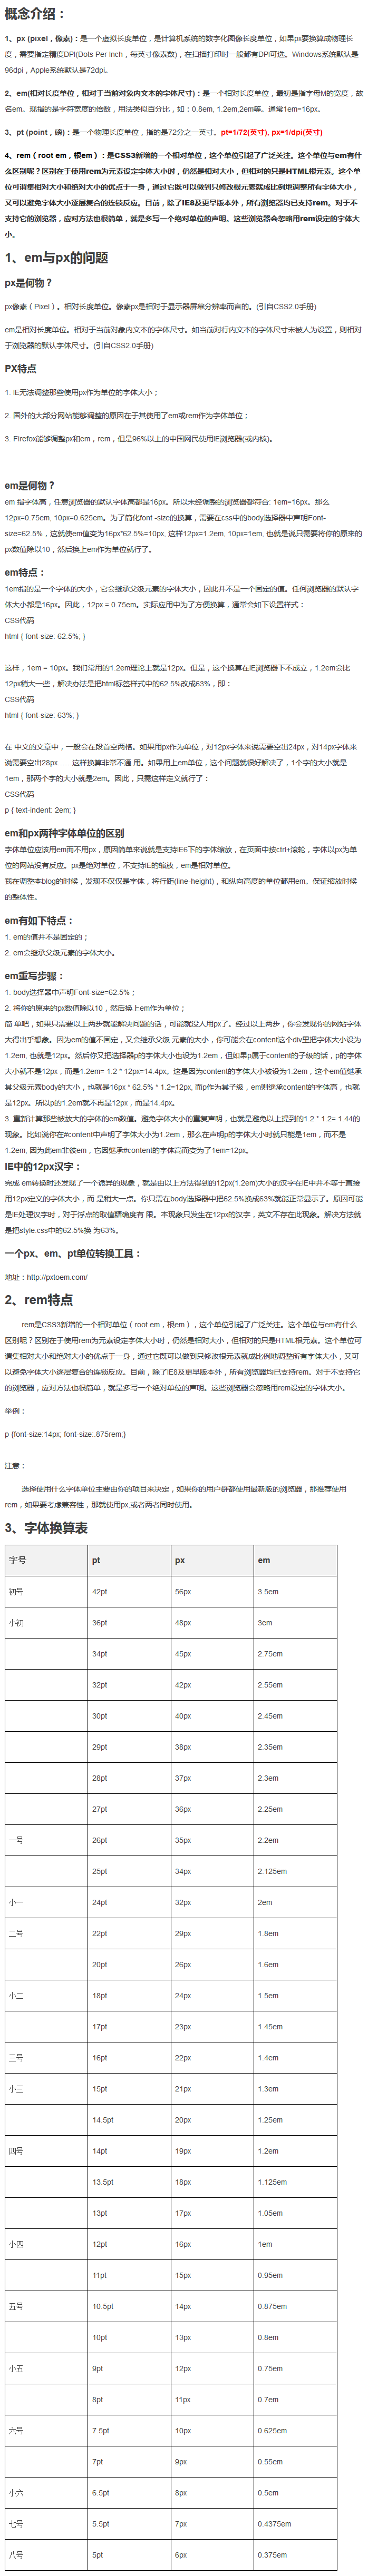 概念介绍：
1、px (pixel，像素)：是一个虚拟长度单位，是计算机系统的数字化图像长度单位，如果px要换算成物理长
度，需要指定精度DPI(Dots Per Inch，每英寸像素数)，在扫描打印时一般都有DPI可选。Windows系统默认是
96dpi，Apple系统默认是72dpi。
2、em(相对长度单位，相对于当前对象内文本的字体尺寸)：是一个相对长度单位，最初是指字母M的宽度，故
名em。现指的是字符宽度的倍数，用法类似百分比，如：0.8em, 1.2em,2em等。通常1em=16px。
3、pt (point，磅)：是一个物理长度单位，指的是72分之一英寸。pt=1/72(英寸), px=1/dpi(英寸)
4、rem（root em，根em）：是CSS3新增的一个相对单位，这个单位引起了广泛关注。这个单位与em有什
么区别呢？区别在于使用rem为元素设定字体大小时，仍然是相对大小，但相对的只是HTML根元素。这个单
位可谓集相对大小和绝对大小的优点于一身，通过它既可以做到只修改根元素就成比例地调整所有字体大小，
又可以避免字体大小逐层复合的连锁反应。目前，除了IE8及更早版本外，所有浏览器均已支持rem。对于不
支持它的浏览器，应对方法也很简单，就是多写一个绝对单位的声明。这些浏览器会忽略用rem设定的字体大
小。
1、em与px的问题
px是何物？
px像素（Pixel）。相对长度单位。像素px是相对于显示器屏幕分辨率而言的。(引自CSS2.0手册)
em是相对长度单位。相对于当前对象内文本的字体尺寸。如当前对行内文本的字体尺寸未被人为设置，则相对
于浏览器的默认字体尺寸。(引自CSS2.0手册)
PX特点
1. IE无法调整那些使用px作为单位的字体大小；
2. 国外的大部分网站能够调整的原因在于其使用了em或rem作为字体单位；
3. Firefox能够调整px和em，rem，但是96%以上的中国网民使用IE浏览器(或内核)。
em是何物？
em 指字体高，任意浏览器的默认字体高都是16px。所以未经调整的浏览器都符合: 1em=16px。那么
12px=0.75em, 10px=0.625em。为了简化font -size的换算，需要在css中的body选择器中声明Font-
size=62.5%，这就使em值变为16px*62.5%=10px, 这样12px=1.2em, 10px=1em, 也就是说只需要将你的原来的
px数值除以10，然后换上em作为单位就行了。
em特点：
1em指的是一个字体的大小，它会继承父级元素的字体大小，因此并不是一个固定的值。任何浏览器的默认字
体大小都是16px。因此，12px = 0.75em。实际应用中为了方便换算，通常会如下设置样式：
CSS代码
html { font-size: 62.5%; }
这样，1em = 10px。我们常用的1.2em理论上就是12px。但是，这个换算在IE浏览器下不成立，1.2em会比
12px稍大一些，解决办法是把html标签样式中的62.5%改成63%，即：
CSS代码
html { font-size: 63%; }
在 中文的文章中，一般会在段首空两格。如果用px作为单位，对12px字体来说需要空出24px，对14px字体来
说需要空出28px……这样换算非常不通 用。如果用上em单位，这个问题就很好解决了，1个字的大小就是
1em，那两个字的大小就是2em。因此，只需这样定义就行了：
CSS代码
p { text-indent: 2em; }
em和px两种字体单位的区别
字体单位应该用em而不用px，原因简单来说就是支持IE6下的字体缩放，在页面中按ctrl+滚轮，字体以px为单
位的网站没有反应。px是绝对单位，不支持IE的缩放，em是相对单位。
我在调整本blog的时候，发现不仅仅是字体，将行距(line-height)，和纵向高度的单位都用em。保证缩放时候
的整体性。
em有如下特点：
1. em的值并不是固定的；
2. em会继承父级元素的字体大小。
em重写步骤：
1. body选择器中声明Font-size=62.5%；
2. 将你的原来的px数值除以10，然后换上em作为单位；
简 单吧，如果只需要以上两步就能解决问题的话，可能就没人用px了。经过以上两步，你会发现你的网站字体
大得出乎想象。因为em的值不固定，又会继承父级 元素的大小，你可能会在content这个div里把字体大小设为
1.2em, 也就是12px。然后你又把选择器p的字体大小也设为1.2em，但如果p属于content的子级的话，p的字体
大小就不是12px，而是1.2em= 1.2 * 12px=14.4px。这是因为content的字体大小被设为1.2em，这个em值继承
其父级元素body的大小，也就是16px * 62.5% * 1.2=12px, 而p作为其子级，em则继承content的字体高，也就
是12px。所以p的1.2em就不再是12px，而是14.4px。
3. 重新计算那些被放大的字体的em数值。避免字体大小的重复声明，也就是避免以上提到的1.2 * 1.2= 1.44的
现象。比如说你在#content中声明了字体大小为1.2em，那么在声明p的字体大小时就只能是1em，而不是
1.2em, 因为此em非彼em，它因继承#content的字体高而变为了1em=12px。
IE中的12px汉字：
完成 em转换时还发现了一个诡异的现象，就是由以上方法得到的12px(1.2em)大小的汉字在IE中并不等于直接
用12px定义的字体大小，而 是稍大一点。你只需在body选择器中把62.5%换成63%就能正常显示了。原因可能
是IE处理汉字时，对于浮点的取值精确度有 限。本现象只发生在12px的汉字，英文不存在此现象。解决方法就
是把style.css中的62.5%换 为63%。
一个px、em、pt单位转换工具：
地址：http://pxtoem.com/
2、rem特点
rem是CSS3新增的一个相对单位（root em，根em），这个单位引起了广泛关注。这个单位与em有什么
区别呢？区别在于使用rem为元素设定字体大小时，仍然是相对大小，但相对的只是HTML根元素。这个单位可
谓集相对大小和绝对大小的优点于一身，通过它既可以做到只修改根元素就成比例地调整所有字体大小，又可
以避免字体大小逐层复合的连锁反应。目前，除了IE8及更早版本外，所有浏览器均已支持rem。对于不支持它
的浏览器，应对方法也很简单，就是多写一个绝对单位的声明。这些浏览器会忽略用rem设定的字体大小。
举例：
p {font-size:14px; font-size:.875rem;}
注意：
选择使用什么字体单位主要由你的项目来决定，如果你的用户群都使用最新版的浏览器，那推荐使用
rem，如果要考虑兼容性，那就使用px,或者两者同时使用。
3、字体换算表
字号 pt px em
初号 42pt 56px 3.5em
小初 36pt 48px 3em
34pt 45px 2.75em
32pt 42px 2.55em
30pt 40px 2.45em
29pt 38px 2.35em
28pt 37px 2.3em
27pt 36px 2.25em
一号 26pt 35px 2.2em
25pt 34px 2.125em
小一 24pt 32px 2em
二号 22pt 29px 1.8em
20pt 26px 1.6em
小二 18pt 24px 1.5em
17pt 23px 1.45em
三号 16pt 22px 1.4em
小三 15pt 21px 1.3em
14.5pt 20px 1.25em
四号 14pt 19px 1.2em
13.5pt 18px 1.125em
13pt 17px 1.05em
小四 12pt 16px 1em
11pt 15px 0.95em
五号 10.5pt 14px 0.875em
10pt 13px 0.8em
小五 9pt 12px 0.75em
8pt 11px 0.7em
六号 7.5pt 10px 0.625em
7pt 9px 0.55em
小六 6.5pt 8px 0.5em
七号 5.5pt 7px 0.4375em
八号 5pt 6px 0.375em